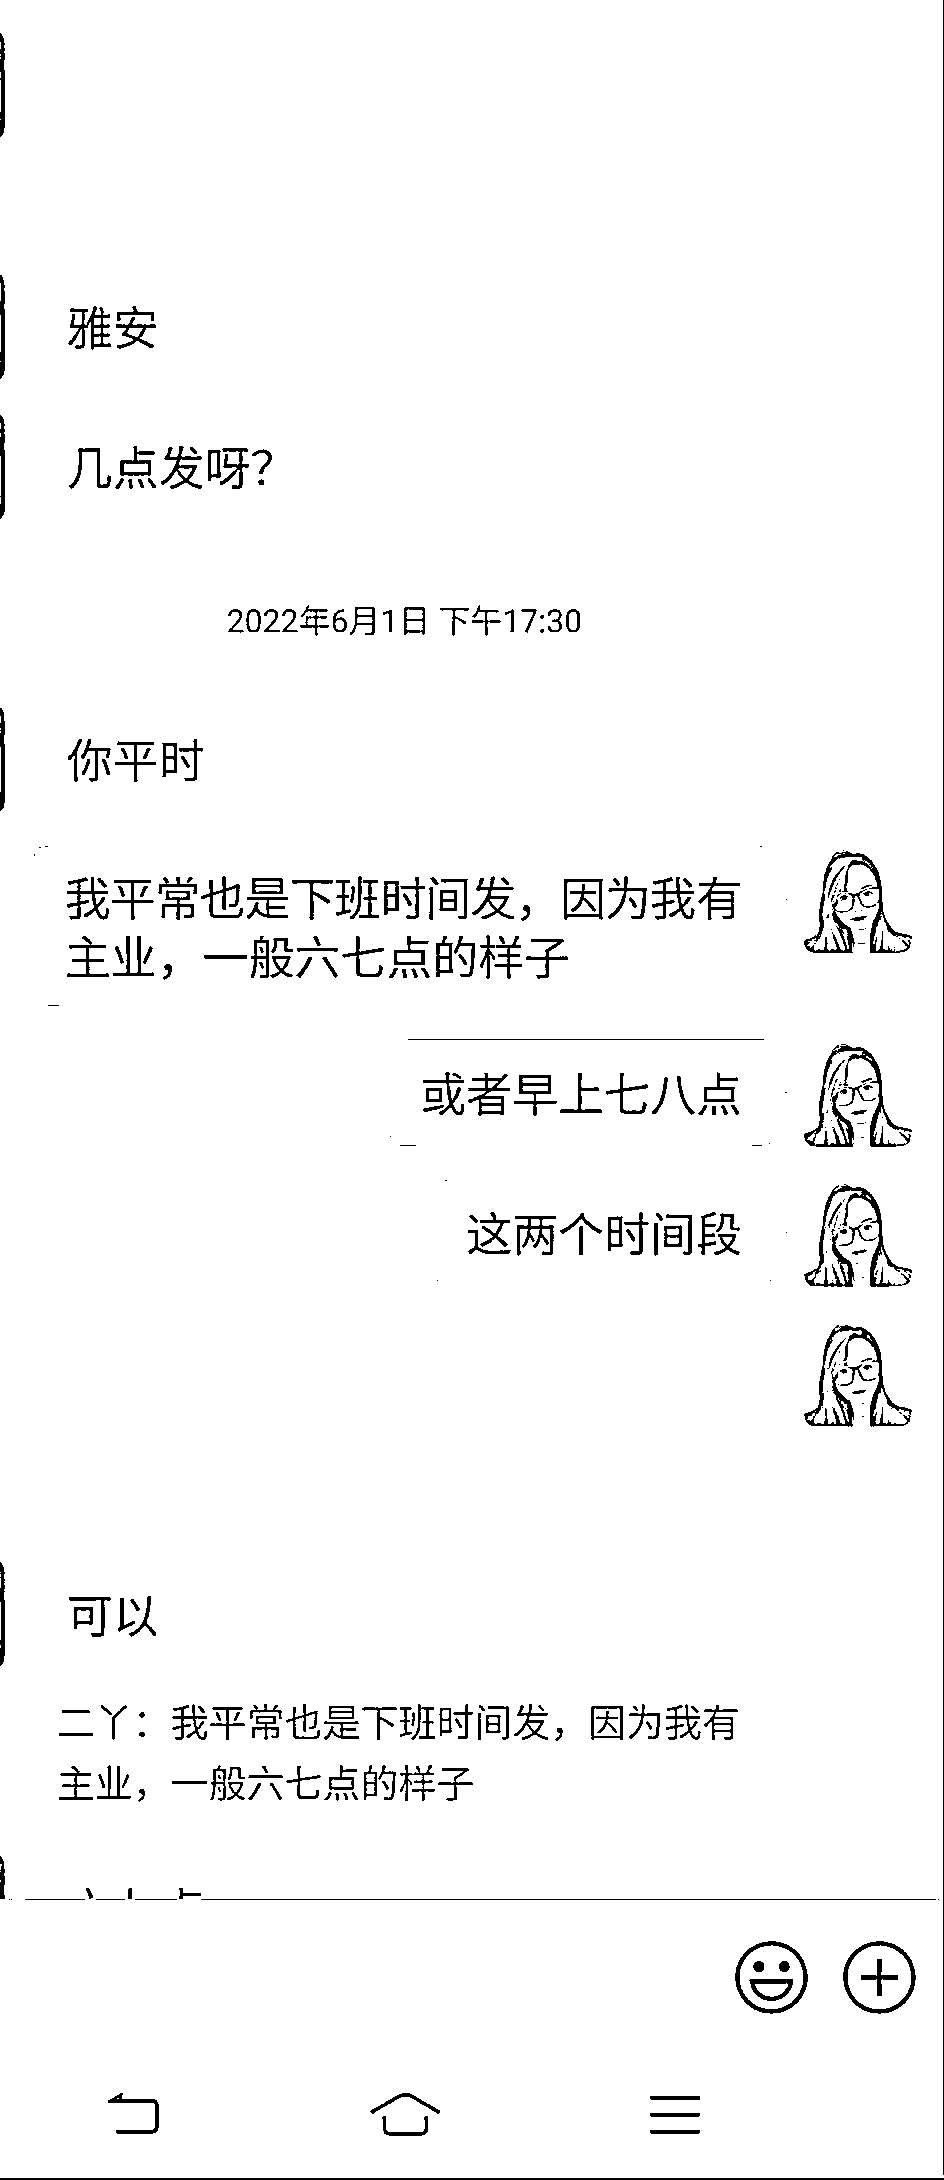 雅安
几点发呀?
2022年6月1日 下午17:30
你平时
我平常也是下班时间发，因为我有
主业，一般六七点的样子
或者早上七八点
这两个时间段
可以
二丫：我平常也是下班时间发，因为我有
主业，一般六七点的样子